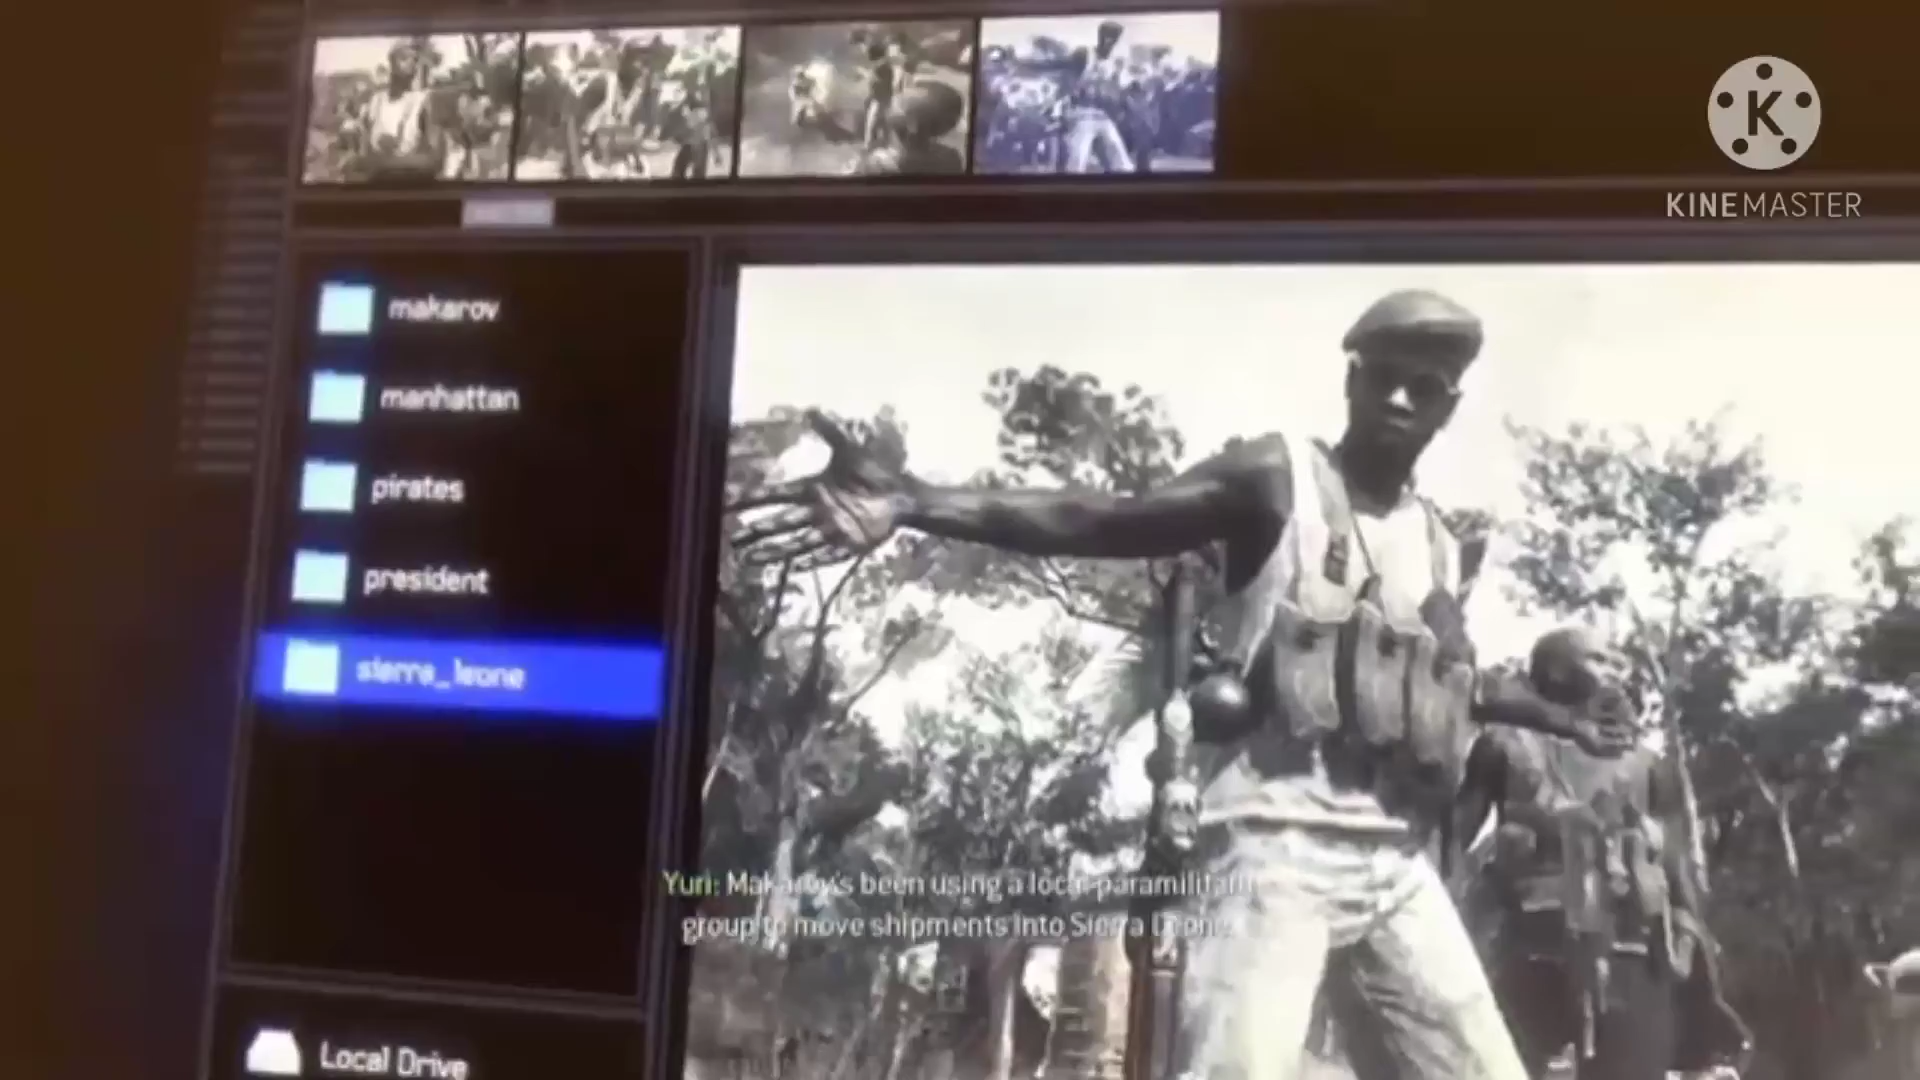 K
KINEMASTER
makarov
manhattan
pirates
president
sierra_leone
Yuri: Makarov's been using a local paramilitary
group to move shipments into Sierra Leone.
Local Drive